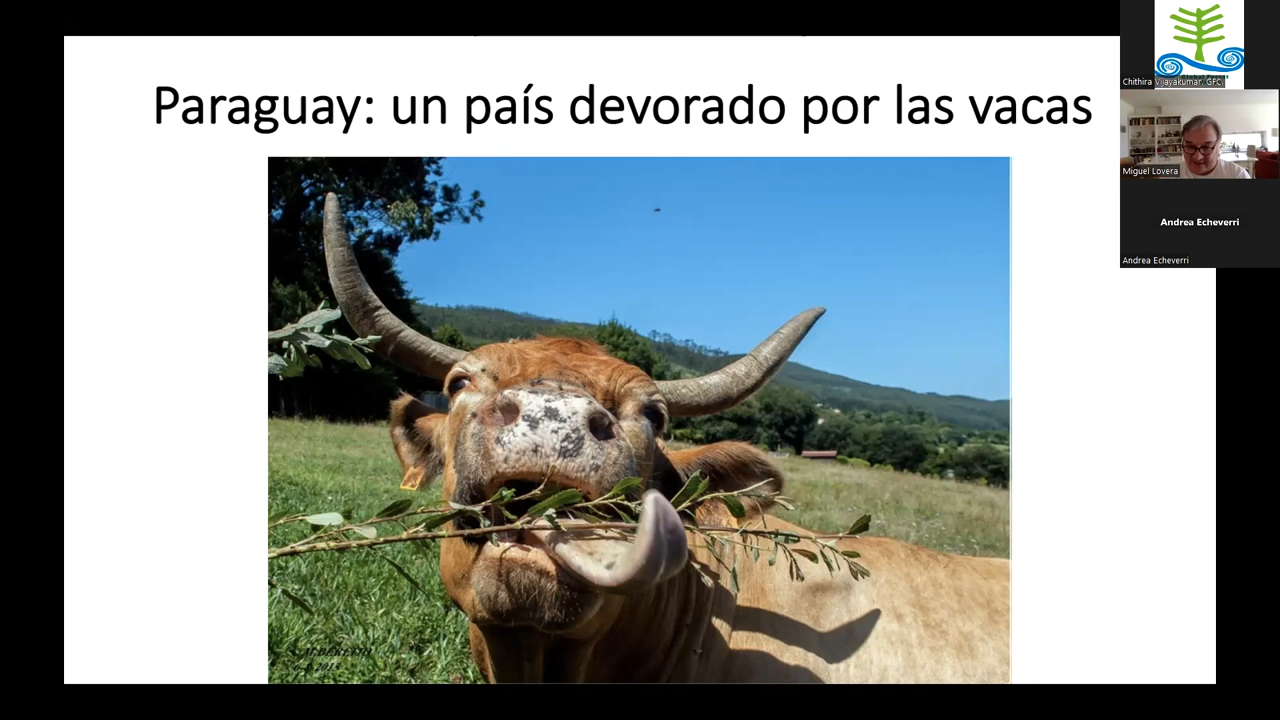 Paraguay: un país devorado por las vacas
Chithira Vijayakumar. GFC
Miguel Lovera
Andrea Echeverri
Andrea Echeverri